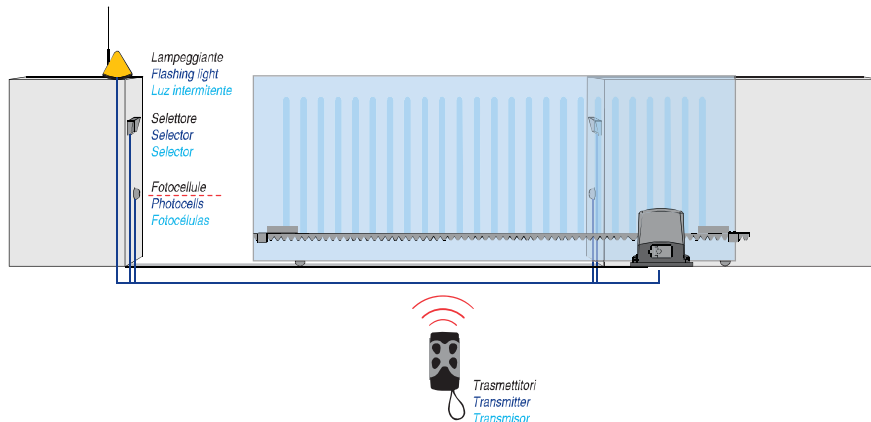 Lampeggiante
Flashing light
Luz intermitente
Selettore
Selector
Selector
Fotocellule
Photocells
Fotocélulas
Trasmettitori
Transmitter
Transmisor